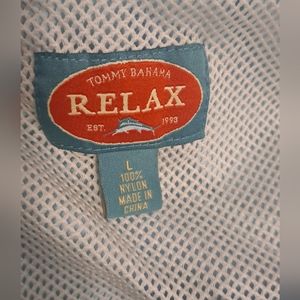 TOMMY BAHAMA
RELAX
EST. 1993
L
100%
NYLON
MADE IN
CHINA